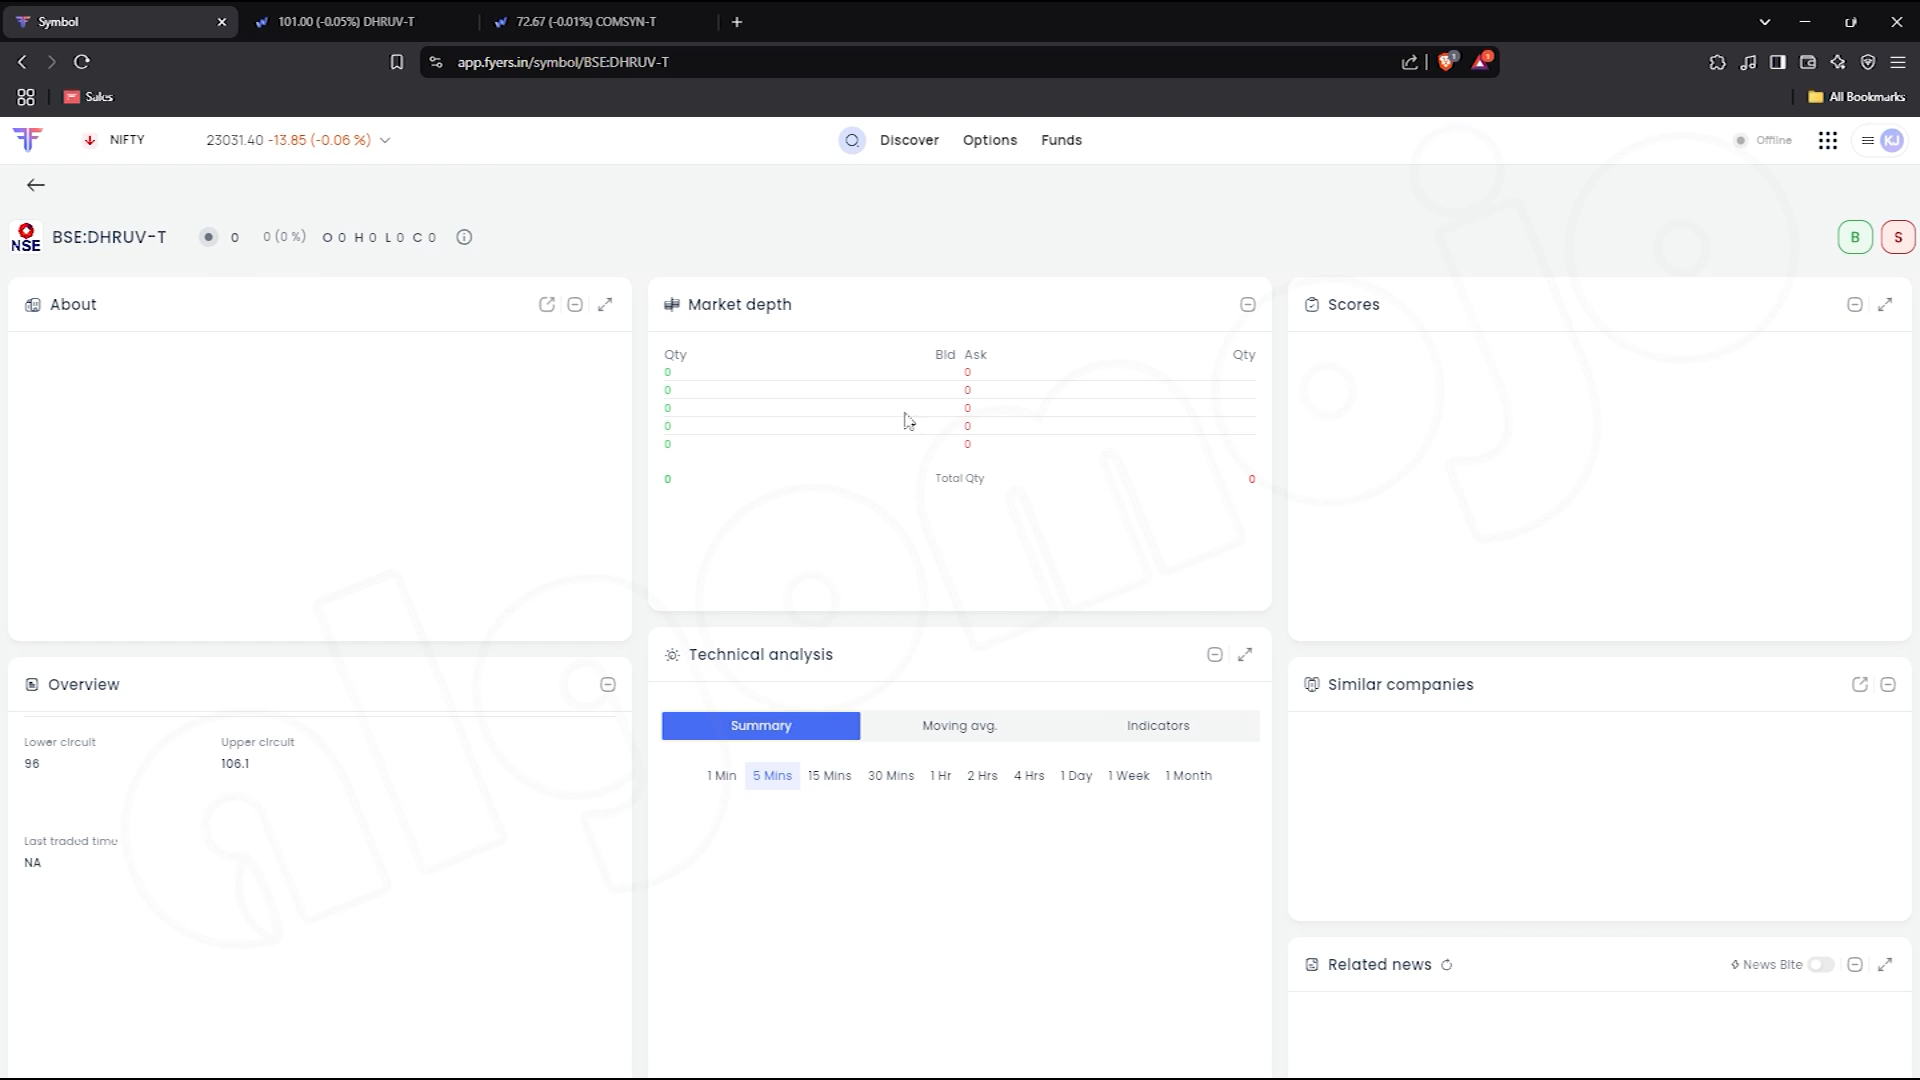 Symbol
101.00 (-0.05%) DHRUV-T
72.67 (-0.01%) COMSYN-T
app.fyers.in/symbol/BSE:DHRUV-T
1
1
Sales
All Bookmarks
NIFTY
23031.40 -13.85 (-0.06 %)
Discover
Options
Funds
Offline
KJ
NSE
BSE:DHRUV-T
0
0 (0 %)
O 0 H 0 L 0 C 0
B
S
About
Market depth
Scores
Qty
Bid
Ask
Qty
0
0
0
0
0
0
0
0
0
0
0
Total Qty
0
Technical analysis
Overview
Similar companies
Summary
Moving avg.
Indicators
Lower circuit
Upper circuit
96
106.1
1 Min
5 Mins
15 Mins
30 Mins
1 Hr
2 Hrs
4 Hrs
1 Day
1 Week
1 Month
Last traded time
NA
Related news
News Bite
algomojo